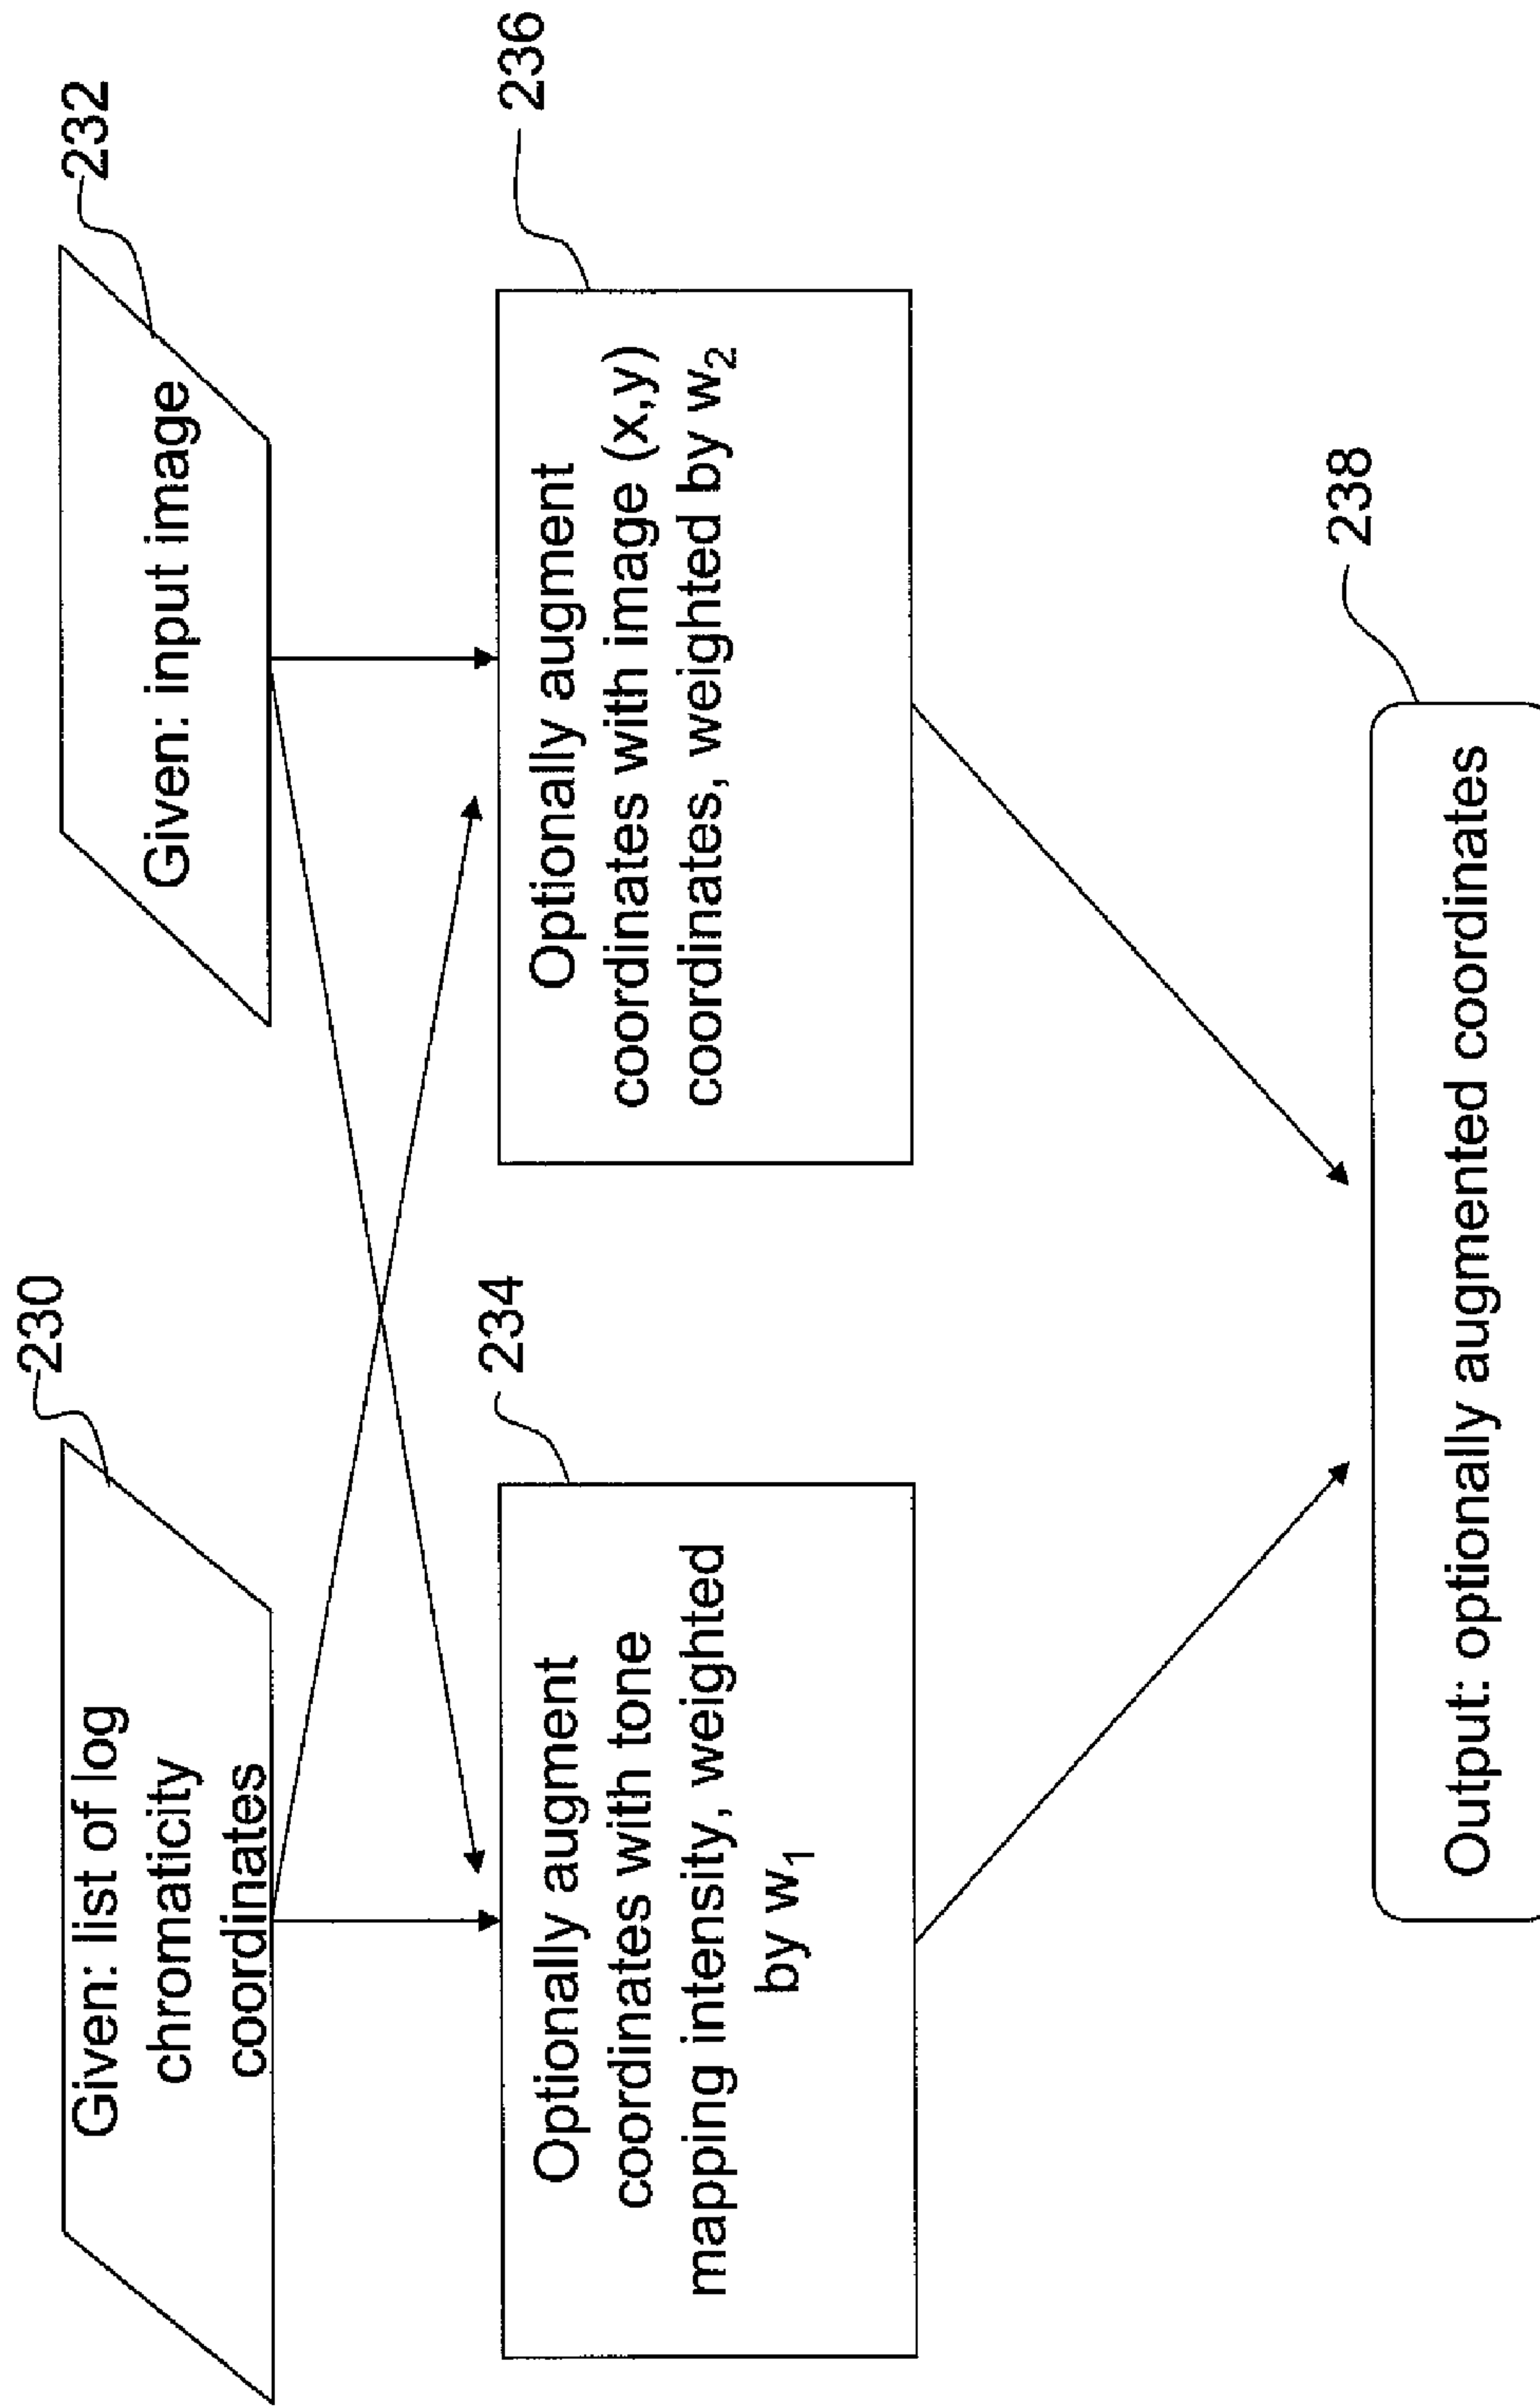 230
Given: list of log
chromaticity
coordinates
232
Given: input image
234
Optionally augment
coordinates with tone
mapping intensity, weighted
by w₁
236
Optionally augment
coordinates with image (x,y)
coordinates, weighted by w₂
238
Output: optionally augmented coordinates